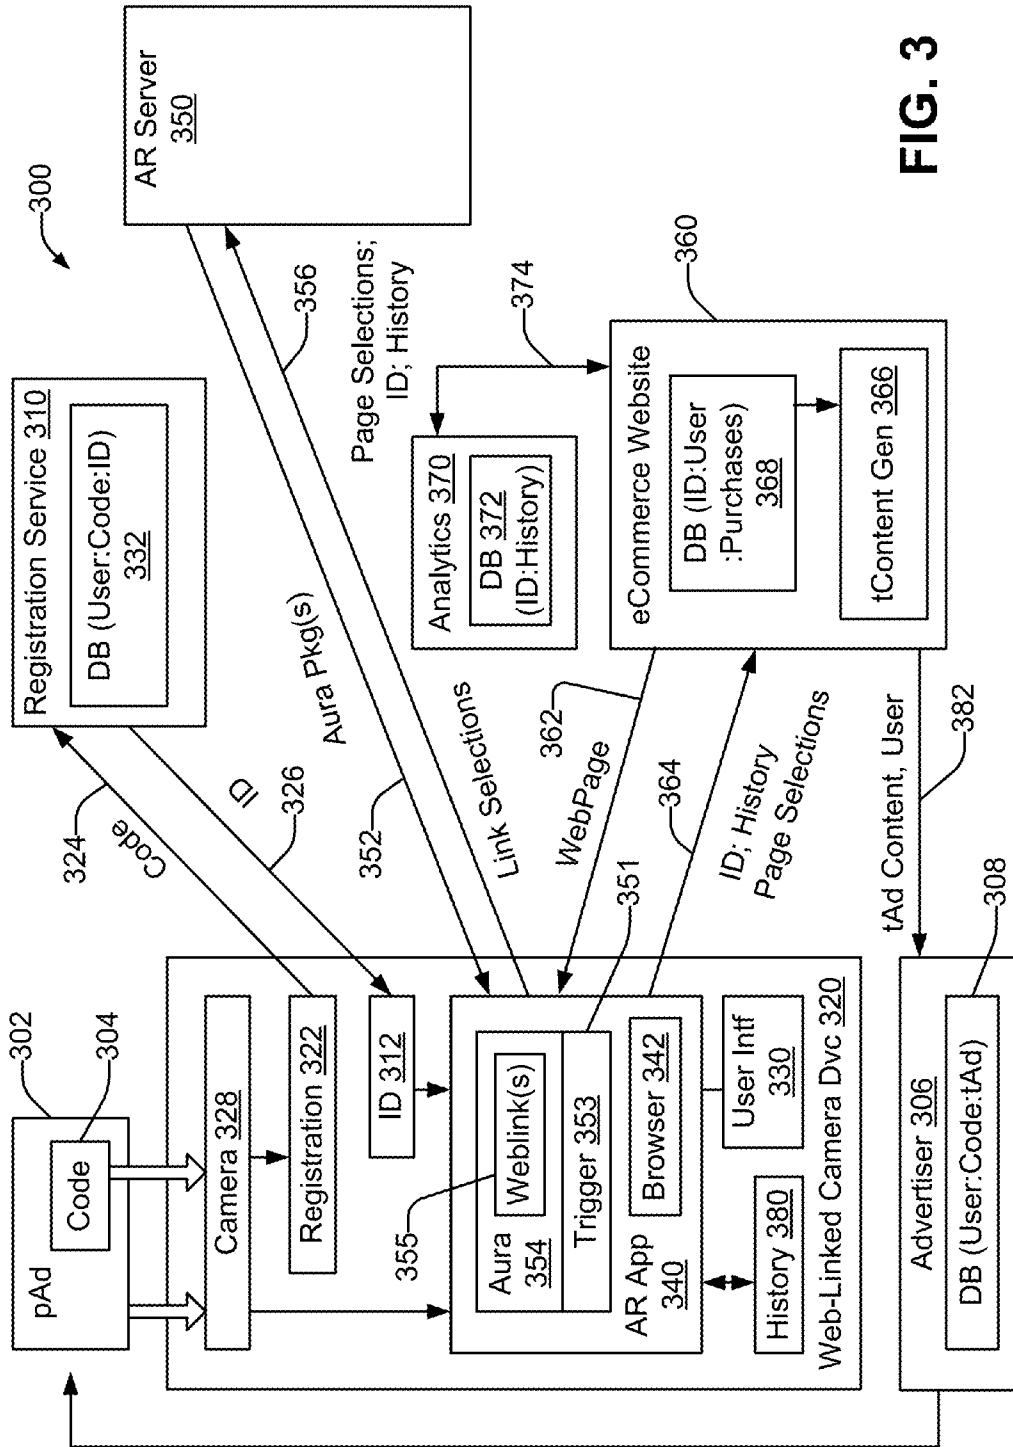 300
302
pAd
304
Code
Camera 328
Registration 322
ID 312
355
Aura
354
Weblink(s)
Trigger 353
AR App
340
Browser 342
351
History 380
User Intf
330
Web-Linked Camera Dvc 320
Advertiser 306
DB (User:Code:tAd)
308
324
Code
ID
326
Registration Service 310
DB (User:Code:ID)
332
352
Aura Pkg(s)
Link Selections
356
Page Selections;
ID; History
AR Server
350
362
WebPage
364
ID; History
Page Selections
Analytics 370
DB 372
(ID:History)
374
eCommerce Website
DB (ID:User
:Purchases)
368
tContent Gen 366
360
tAd Content, User
382
FIG. 3